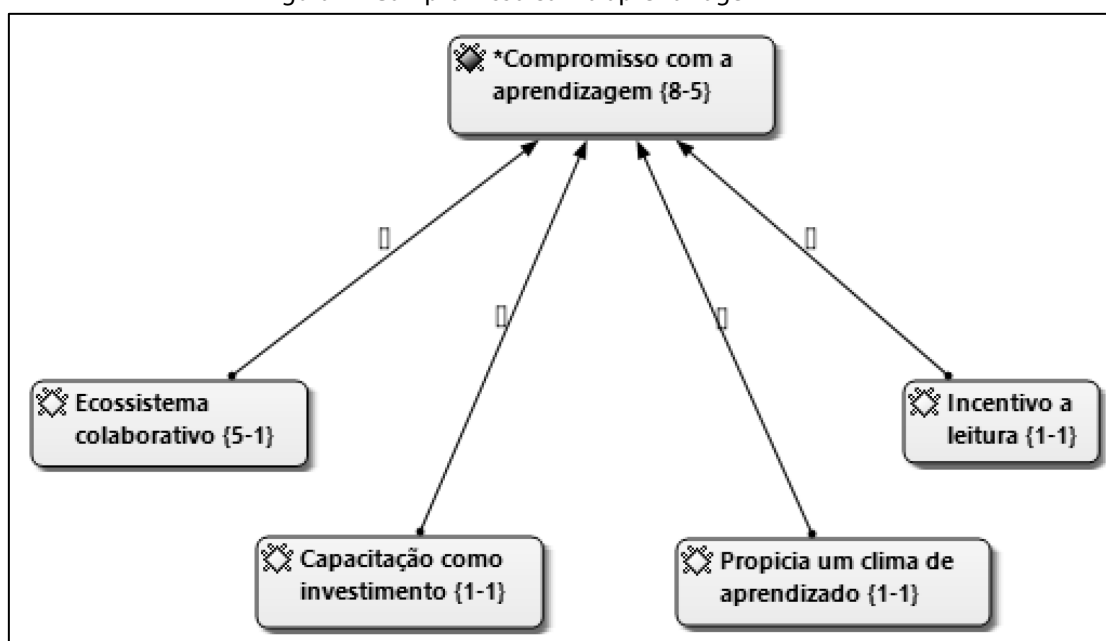 *Compromisso com a
aprendizagem {8-5}
Ecossistema
colaborativo {5-1}
Incentivo a
leitura {1-1}
Capacitação como
investimento {1-1}
Propicia um clima de
aprendizado {1-1}